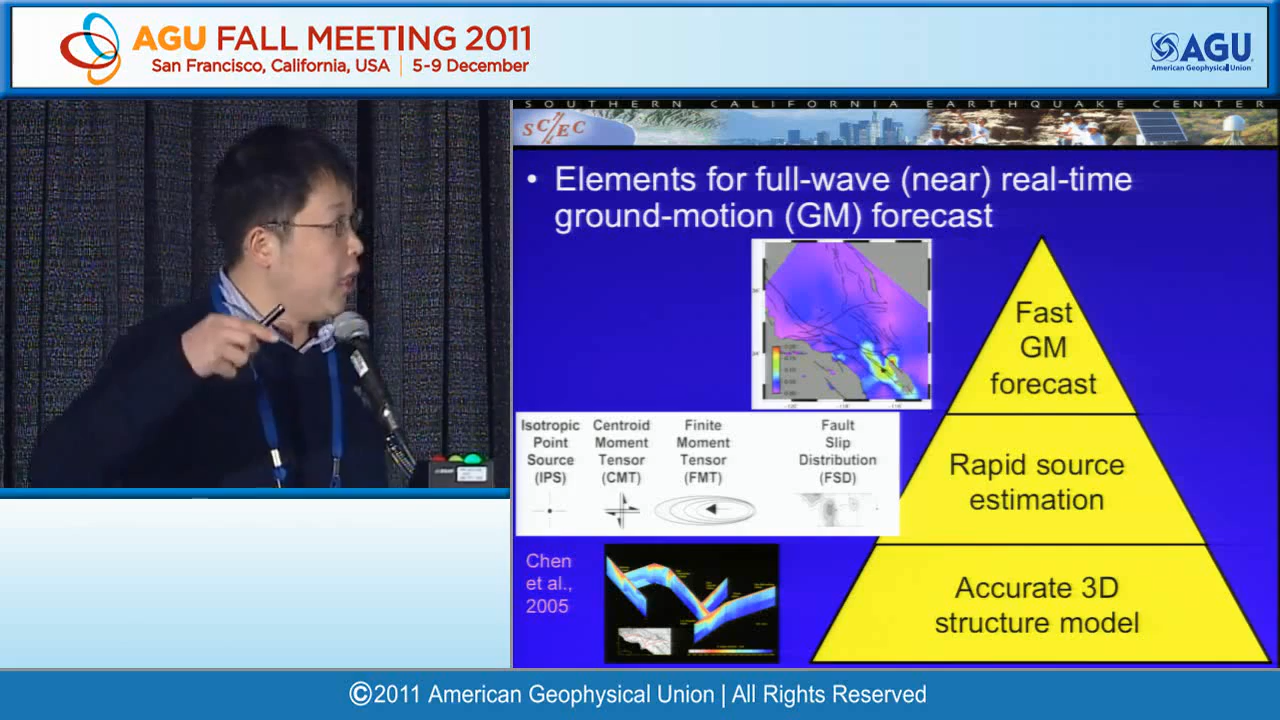 AGU FALL MEETING 2011
San Francisco, California, USA | 5-9 December
AGU
American Geophysical Union
SOUTHERN CALIFORNIA EARTHQUAKE CENTER
SC/EC
• Elements for full-wave (near) real-time
ground-motion (GM) forecast
Fast
GM
forecast
Isotropic
Point
Source
(IPS)
Centroid
Moment
Tensor
(CMT)
Finite
Moment
Tensor
(FMT)
Fault
Slip
Distribution
(FSD)
Rapid source
estimation
Chen
et al.,
2005
Accurate 3D
structure model
©2011 American Geophysical Union | All Rights Reserved